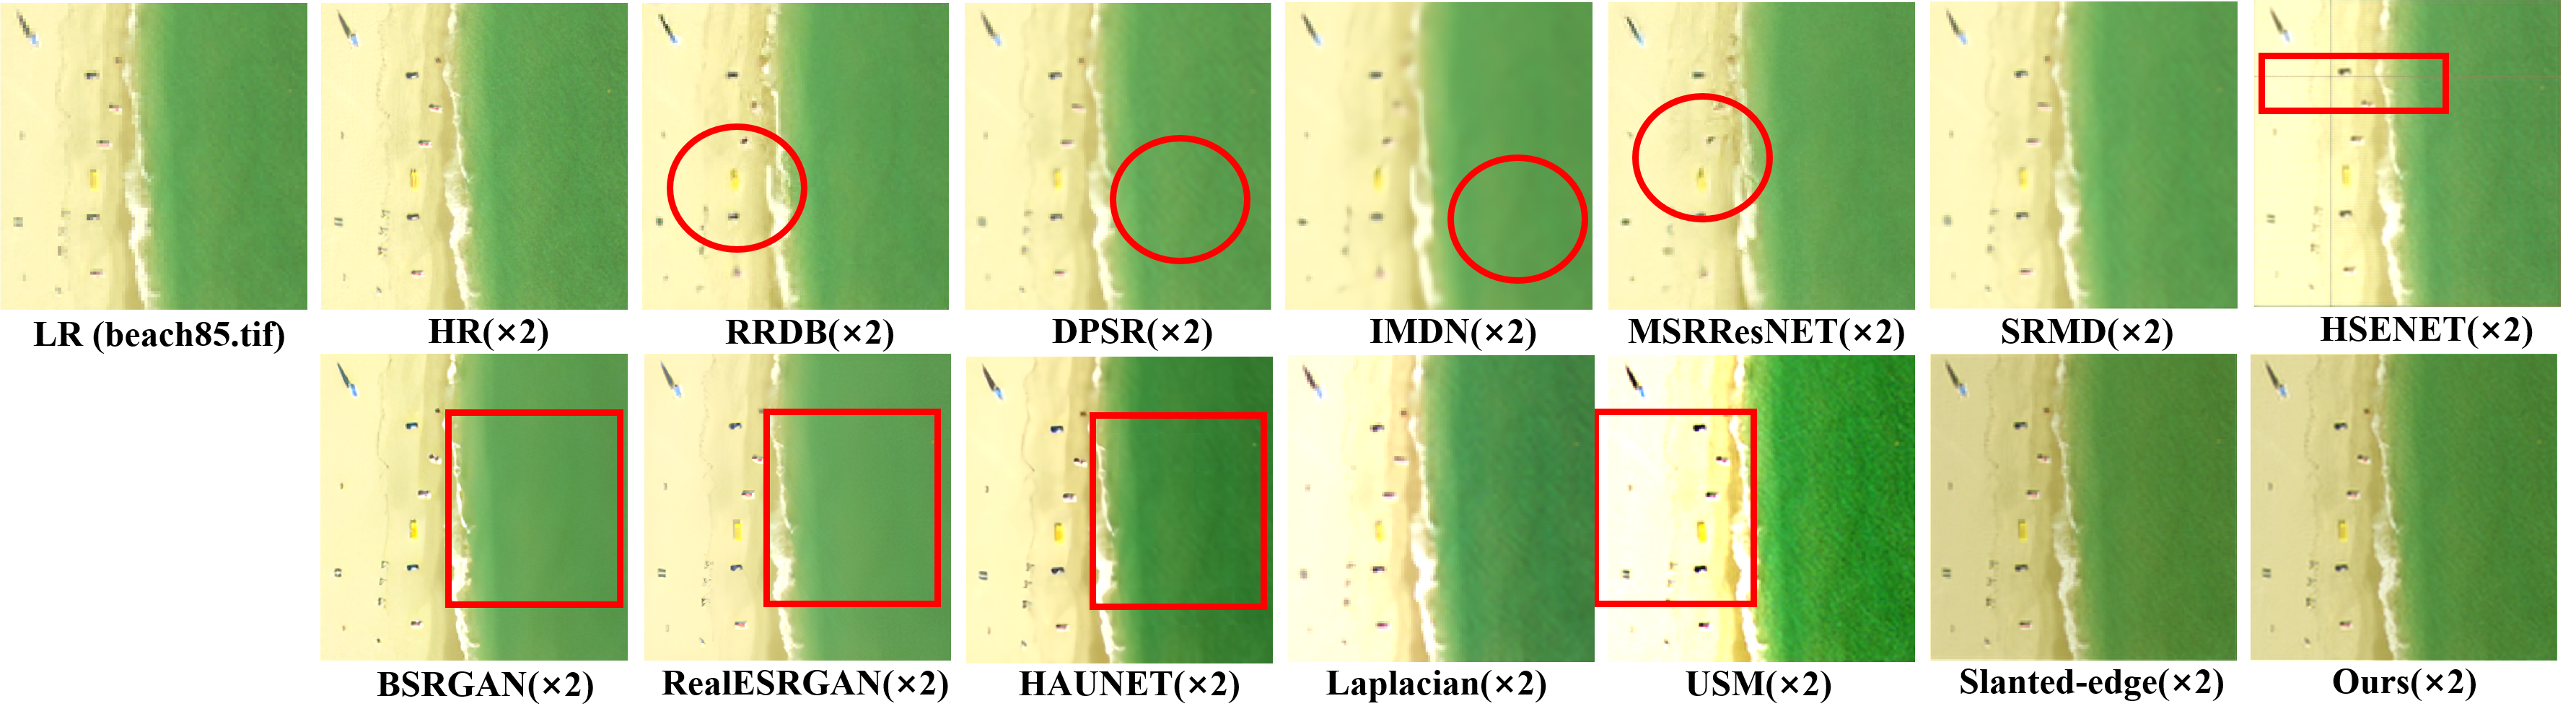 LR (beach85.tif)
HR(×2)
RRDB(×2)
DPSR(×2)
IMDN(×2)
MSRResNET(×2)
SRMD(×2)
HSENET(×2)
BSRGAN(×2)
RealESRGAN(×2)
HAUNET(×2)
Laplacian(×2)
USM(×2)
Slanted-edge(×2)
Ours(×2)